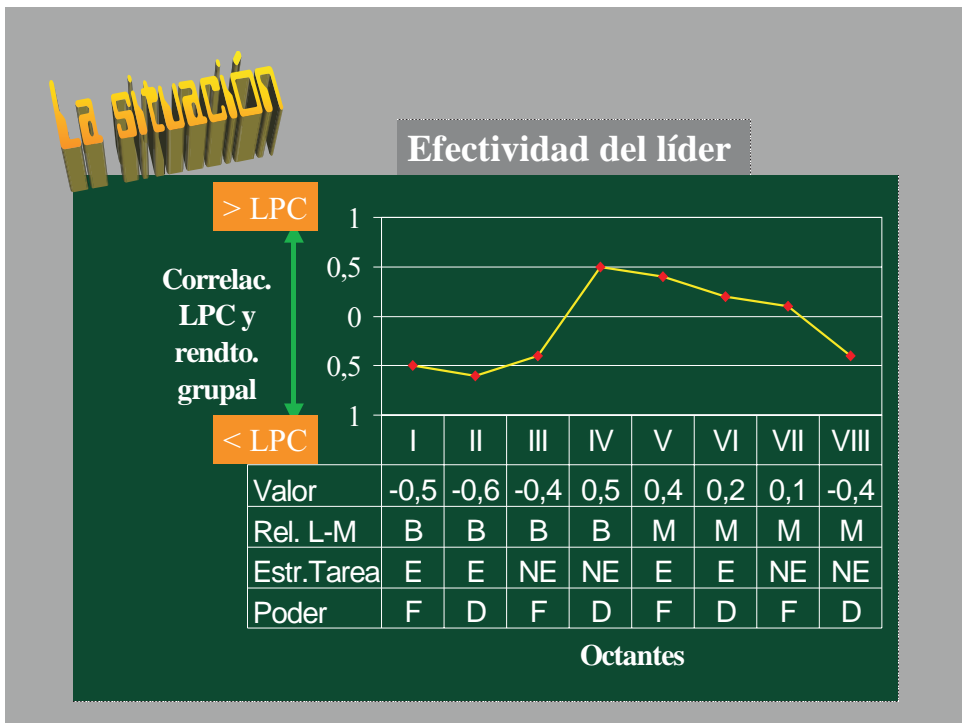 La situación
Efectividad del líder
> LPC
1
0,5
0
0,5
1
Correlac.
LPC y
rendto.
grupal
< LPC
I II III IV V VI VII VIII
Valor -0,5 -0,6 -0,4 0,5 0,4 0,2 0,1 -0,4
Rel. L-M B B B B M M M M
Estr.Tarea E E NE NE E E NE NE
Poder F D F D F D F D
Octantes